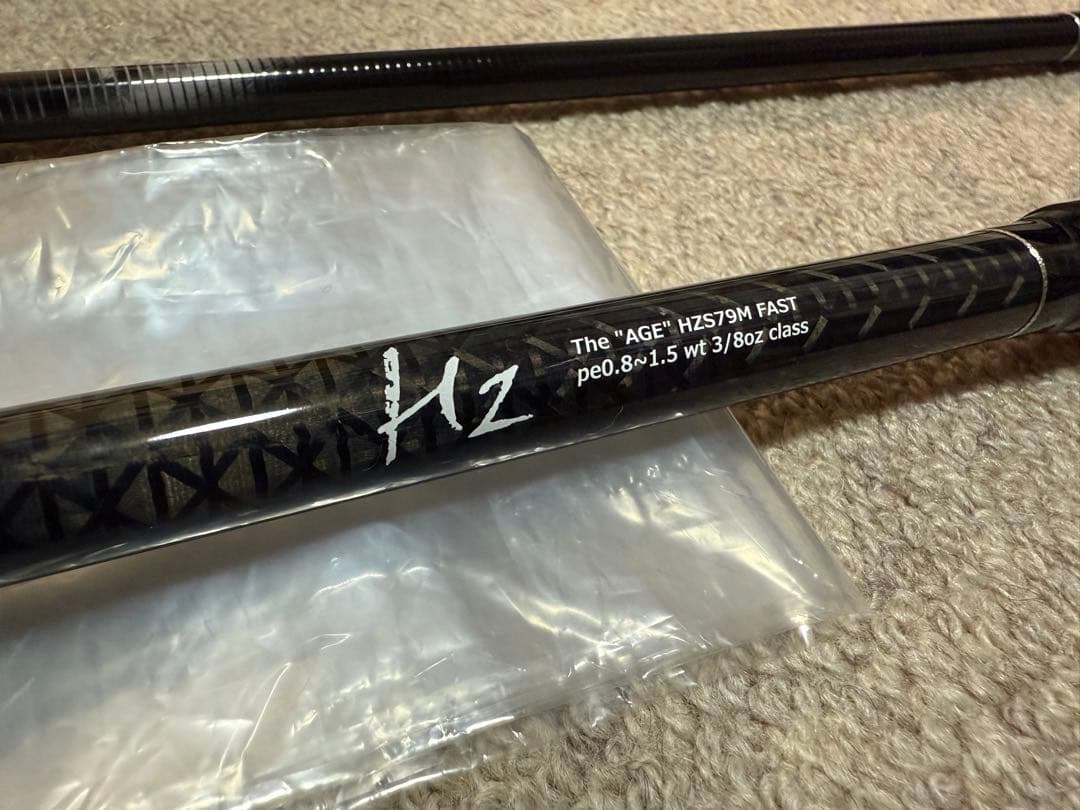 Hz
The "AGE" HZS79M FAST
pe0.8~1.5 wt 3/8oz class